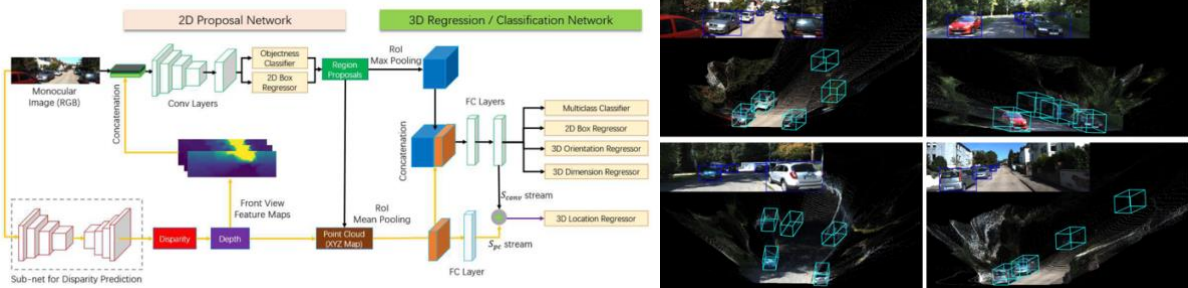 2D Proposal Network
3D Regression / Classification Network
Monocular
Image (RGB)
Concatenation
Conv Layers
Objectness
Classifier
2D Box
Regressor
Region
Proposals
RoI
Max Pooling
FC Layers
Multiclass Classifier
2D Box Regressor
3D Orientation Regressor
3D Dimension Regressor
Concatenation
Front View
Feature Maps
RoI
Mean Pooling
S_conv stream
3D Location Regressor
Disparity
Depth
Point Cloud
(XYZ Map)
S_pc stream
FC Layer
Sub-net for Disparity Prediction